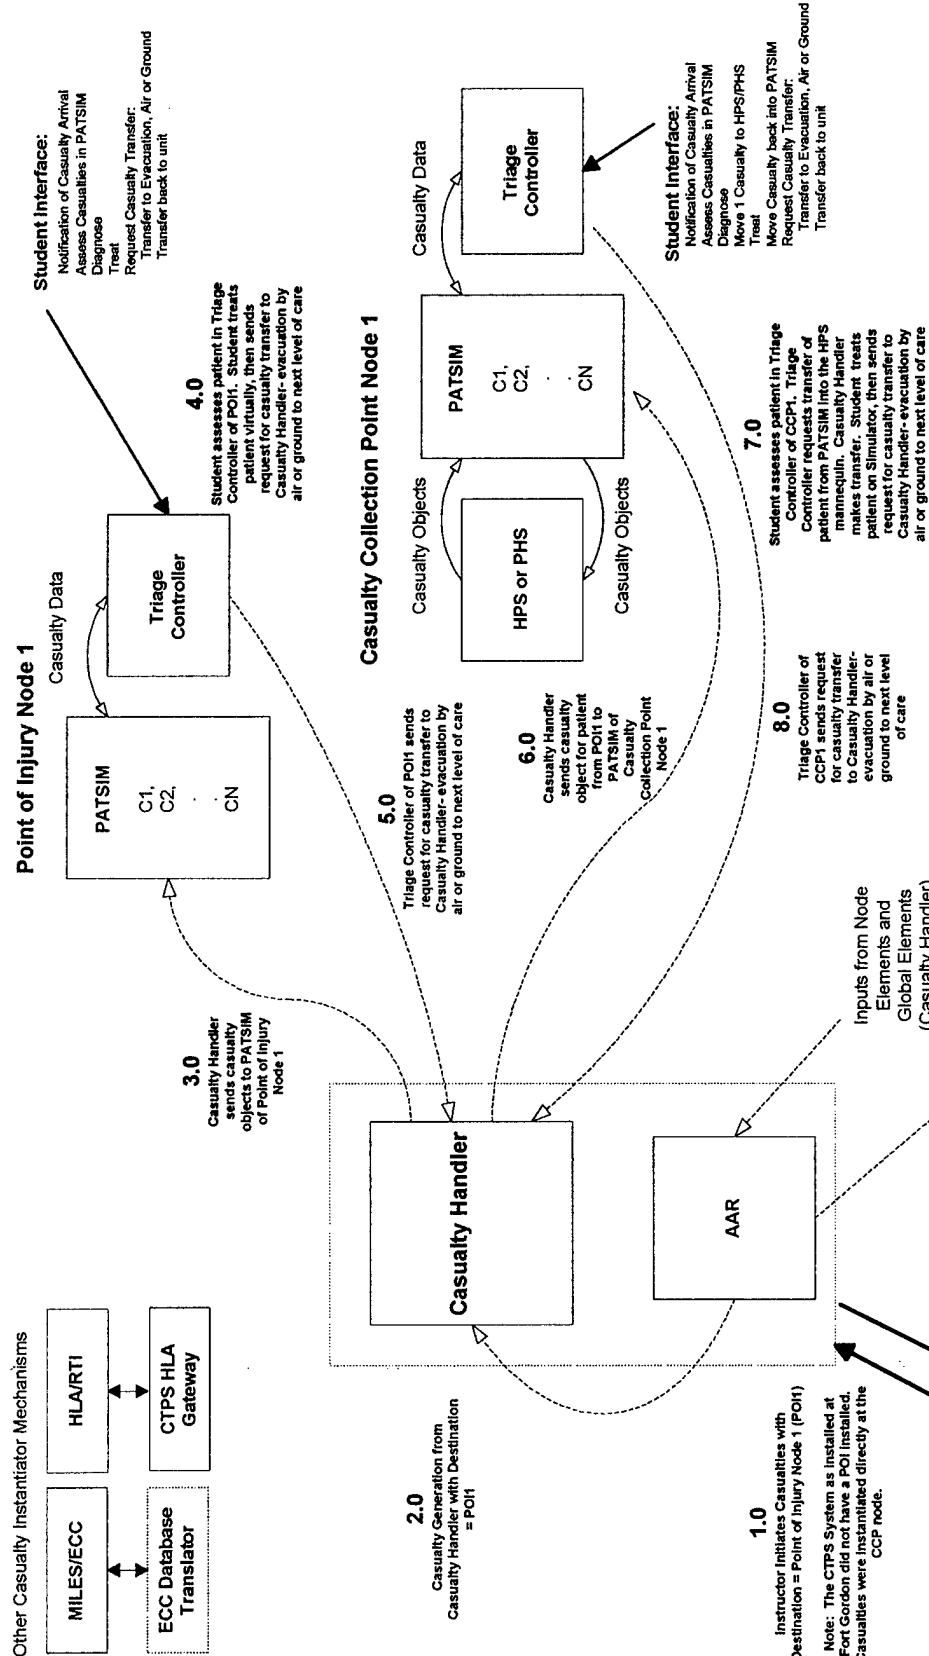 Other Casualty Instantiator Mechanisms
MILES/ECC
HLA/RTI
ECC Database
Translator
CTPS HLA
Gateway
Point of Injury Node 1
PATSIM
C1,
C2,
.
.
CN
Casualty Data
Triage
Controller
Student Interface:
Notification of Casualty Arrival
Assess Casualties in PATSIM
Diagnose
Treat
Request Casualty Transfer:
Transfer to Evacuation, Air or Ground
Transfer back to unit
3.0
Casualty Handler
sends casualty
objects to PATSIM
of Point of Injury
Node 1
4.0
Student assesses patient in Triage
Controller of POI1. Student treats
patient virtually, then sends
request for casualty transfer to
Casualty Handler- evacuation by
air or ground to next level of care
5.0
Triage Controller of POI1 sends
request for casualty transfer to
Casualty Handler- evacuation by
air or ground to next level of care
Casualty Collection Point Node 1
HPS or PHS
Casualty Objects
Casualty Objects
PATSIM
C1,
C2,
.
.
CN
Casualty Data
Triage
Controller
Student Interface:
Notification of Casualty Arrival
Assess Casualties in PATSIM
Diagnose
Move 1 Casualty to HPS/PHS
Treat
Move Casualty back into PATSIM
Request Casualty Transfer:
Transfer to Evacuation, Air or Ground
Transfer back to unit
6.0
Casualty Handler
sends casualty
object for patient
from POI1 to
PATSIM of
Casualty
Collection Point
Node 1
7.0
Student assesses patient in Triage
Controller of CCP1. Triage
Controller requests transfer of
patient from PATSIM into the HPS
mannequin. Casualty Handler
makes transfer. Student treats
patient on Simulator, then sends
request for casualty transfer to
Casualty Handler- evacuation by
air or ground to next level of care
8.0
Triage Controller of
CCP1 sends request
for casualty transfer
to Casualty Handler-
evacuation by air or
ground to next level
of care
Casualty Handler
AAR
Inputs from Node
Elements and
Global Elements
(Casualty Handler)
2.0
Casualty Generation from
Casualty Handler with Destination
= POI1
1.0
Instructor Initiates Casualties with
Destination = Point of Injury Node 1 (POI1)
Note: The CTPS System as installed at
Fort Gordon did not have a POI installed.
Casualties were instantiated directly at the
CCP node.